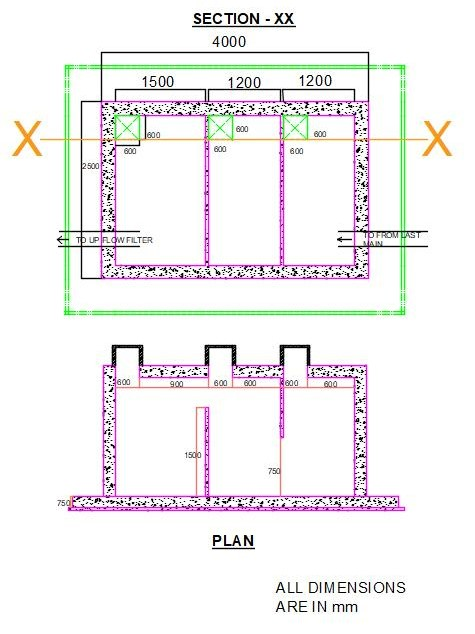 SECTION - XX
4000
1500
1200
1200
X
X
600
600
600
600
600
600
2500
TO UP FLOW FILTER
TO FROM LAST
MAIN
600
900
600
600
600
600
1500
750
750
PLAN
ALL DIMENSIONS
ARE IN mm